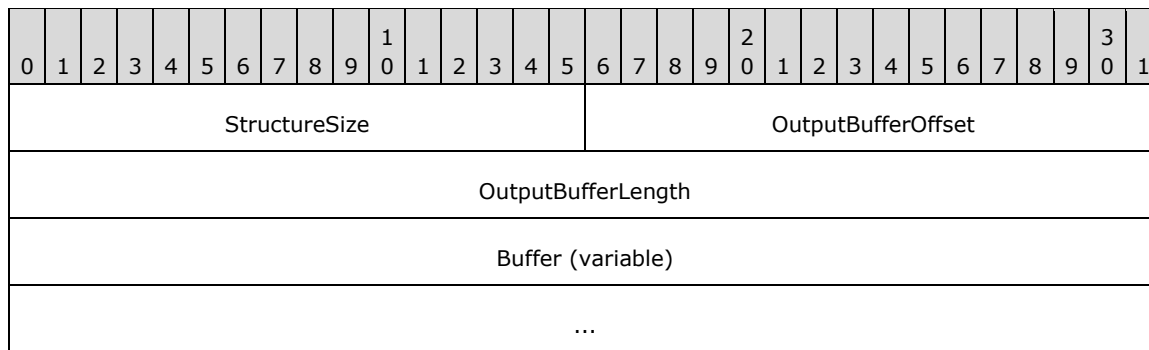 1 2 3
0 1 2 3 4 5 6 7 8 9 0 1 2 3 4 5 6 7 8 9 0 1 2 3 4 5 6 7 8 9 0 1
StructureSize OutputBufferOffset
OutputBufferLength
Buffer (variable)
...